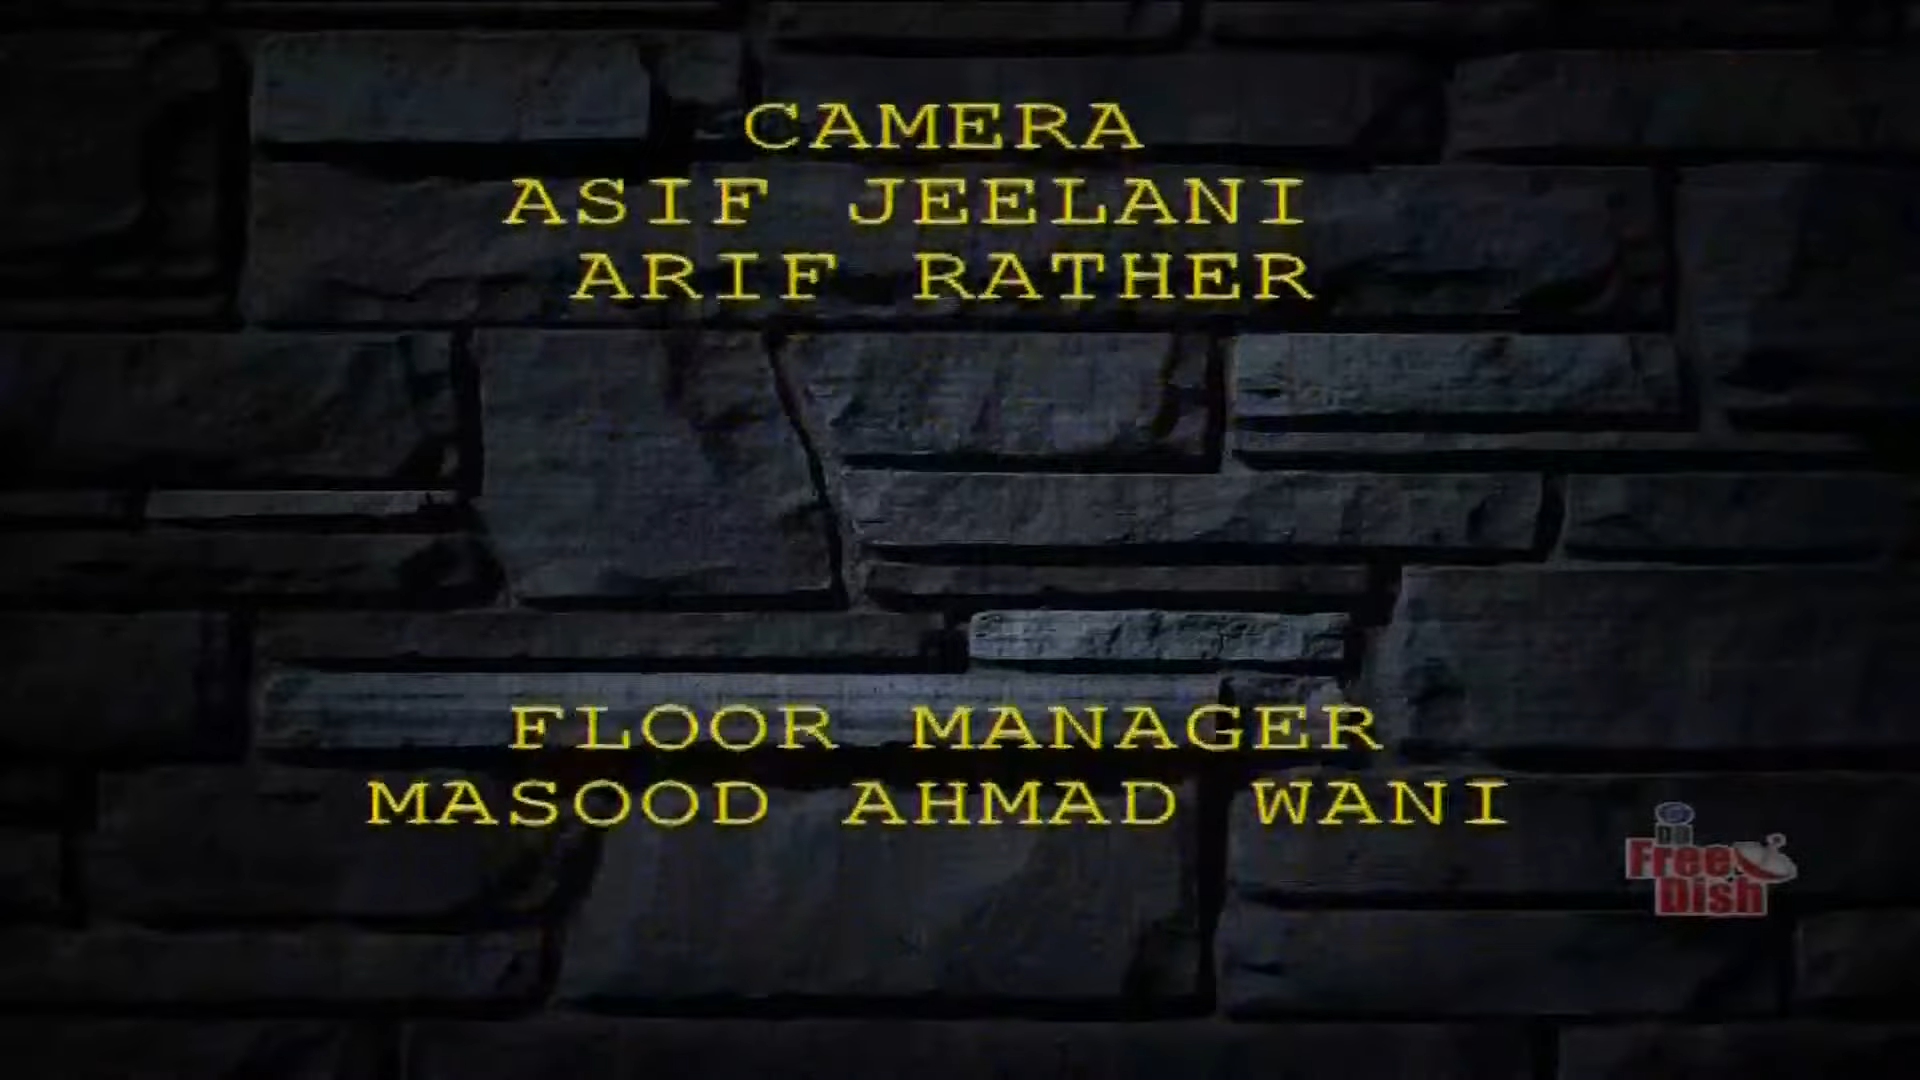 CAMERA
ASIF JEELANI
ARIF RATHER
FLOOR MANAGER
MASOOD AHMAD WANI
DD
Free
Dish